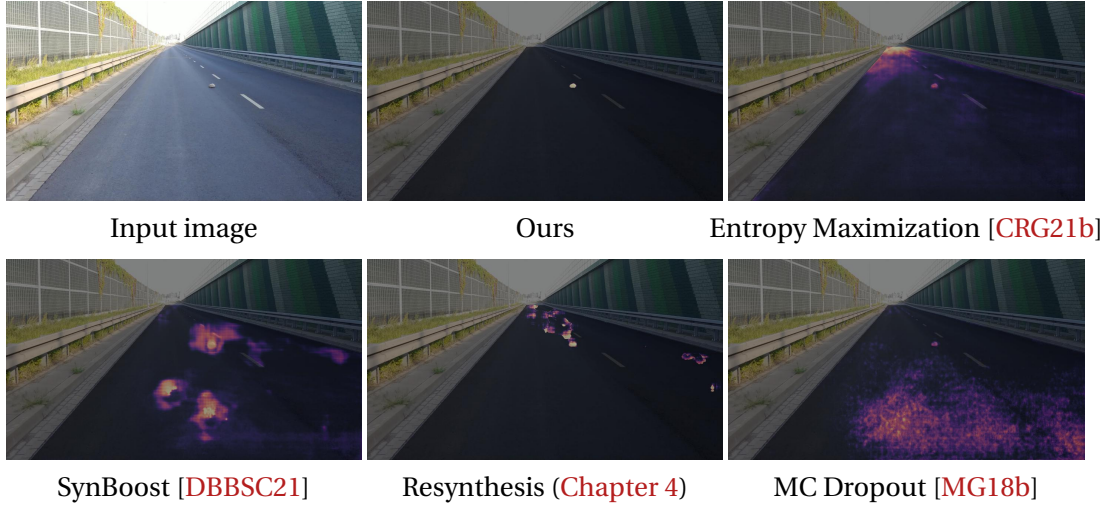 Input image
Ours
Entropy Maximization [CRG21b]
SynBoost [DBBSC21]
Resynthesis (Chapter 4)
MC Dropout [MG18b]